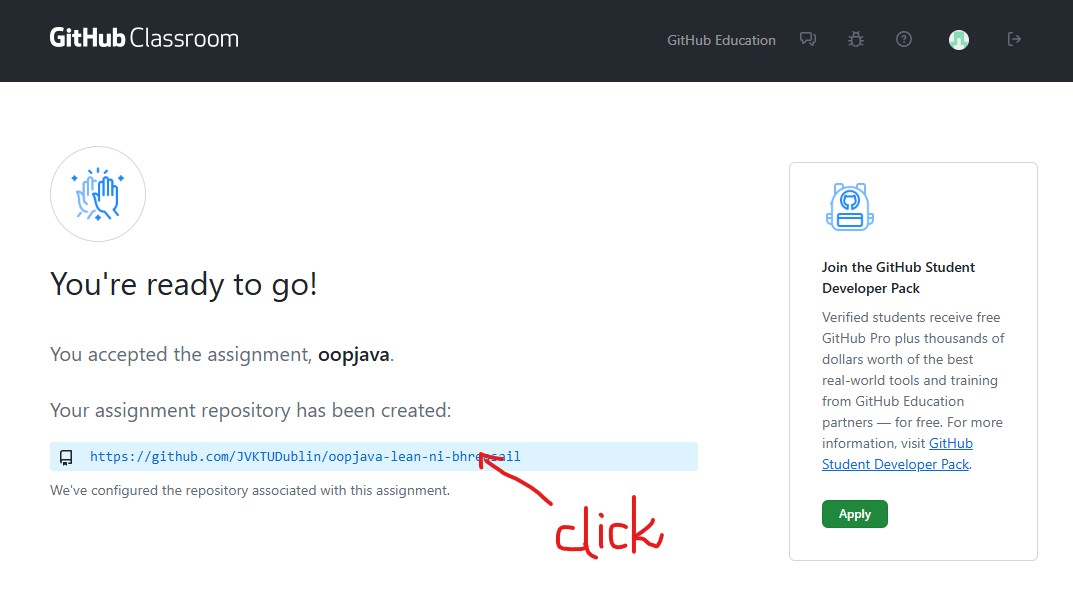 GitHub Classroom
GitHub Education
You're ready to go!
You accepted the assignment, oopjava.
Your assignment repository has been created:
https://github.com/JVKTUDublin/oopjava-lean-ni-bhreasail
We've configured the repository associated with this assignment.
click
Join the GitHub Student
Developer Pack
Verified students receive free
GitHub Pro plus thousands of
dollars worth of the best
real-world tools and training
from GitHub Education
partners — for free. For more
information, visit GitHub
Student Developer Pack.
Apply